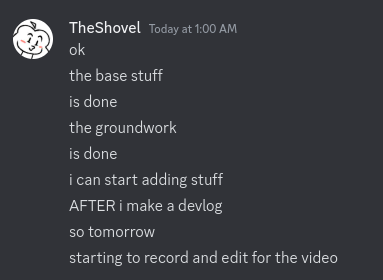 TheShovel Today at 1:00 AM
ok
the base stuff
is done
the groundwork
is done
i can start adding stuff
AFTER i make a devlog
so tomorrow
starting to record and edit for the video